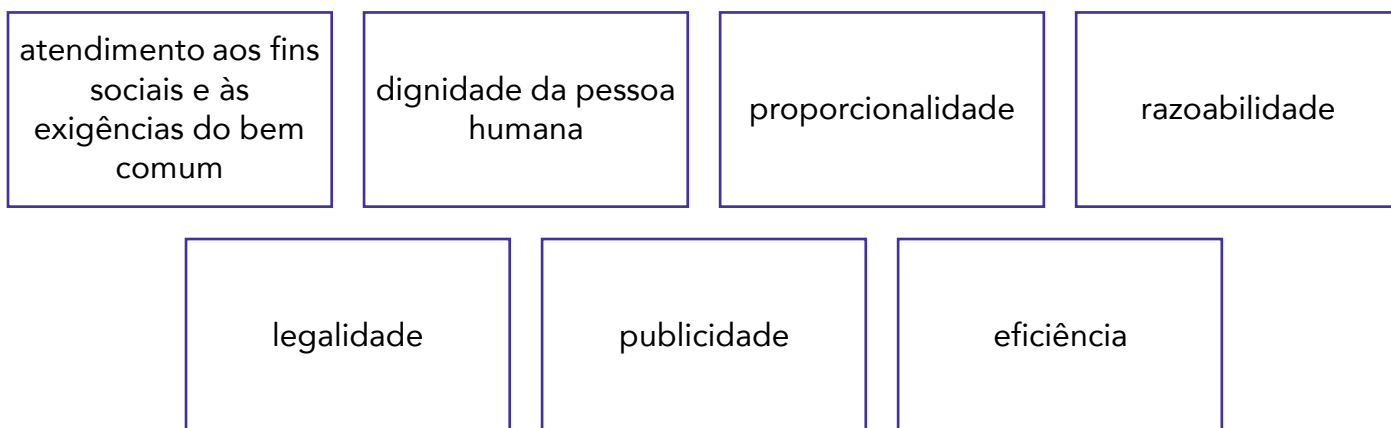 atendimento aos fins
sociais e às
exigências do bem
comum
dignidade da pessoa
humana
proporcionalidade
razoabilidade
legalidade
publicidade
eficiência